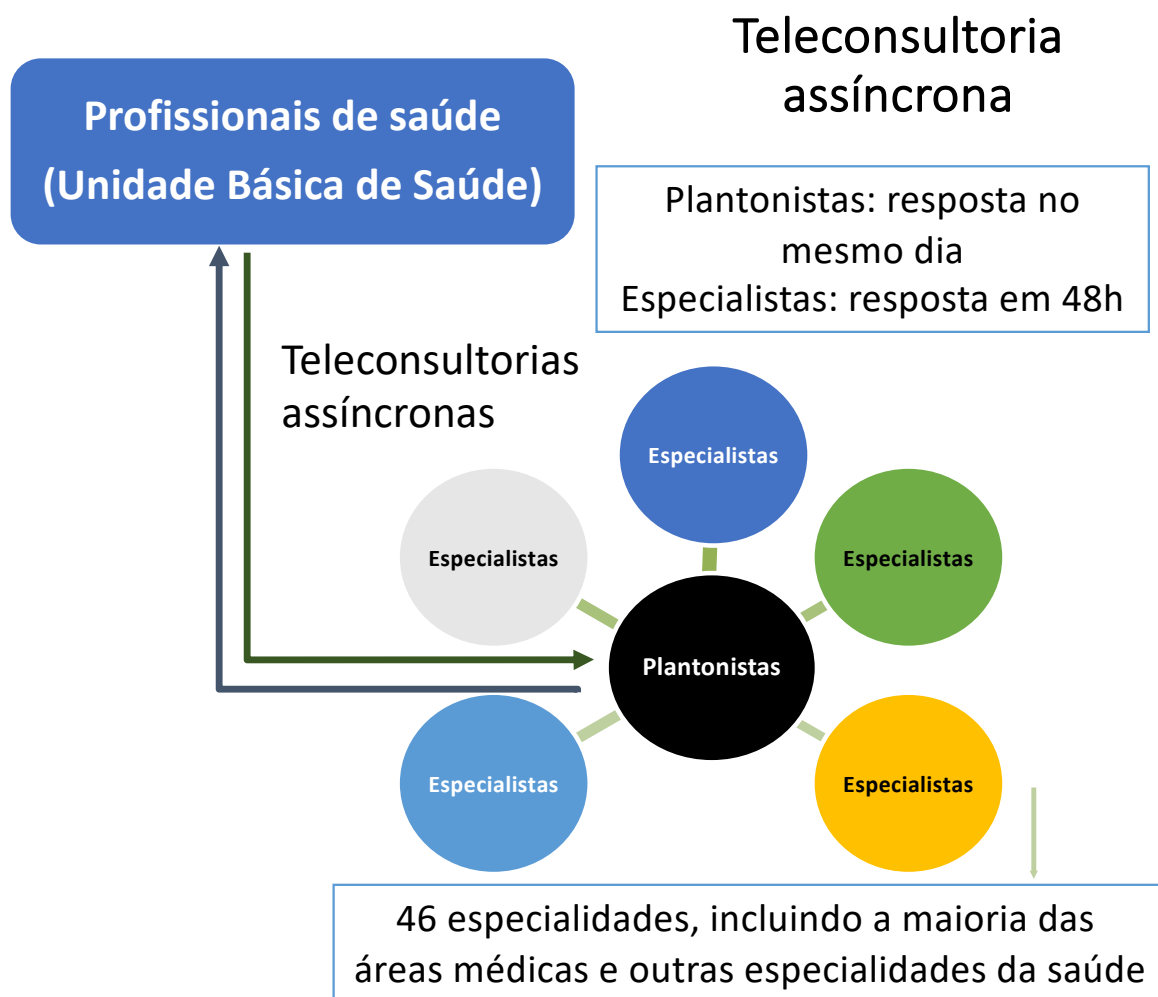 Teleconsultoria
assíncrona
Profissionais de saúde
(Unidade Básica de Saúde)
Plantonistas: resposta no
mesmo dia
Especialistas: resposta em 48h
Teleconsultorias
assíncronas
Especialistas
Especialistas
Especialistas
Plantonistas
Especialistas
Especialistas
46 especialidades, incluindo a maioria das
áreas médicas e outras especialidades da saúde